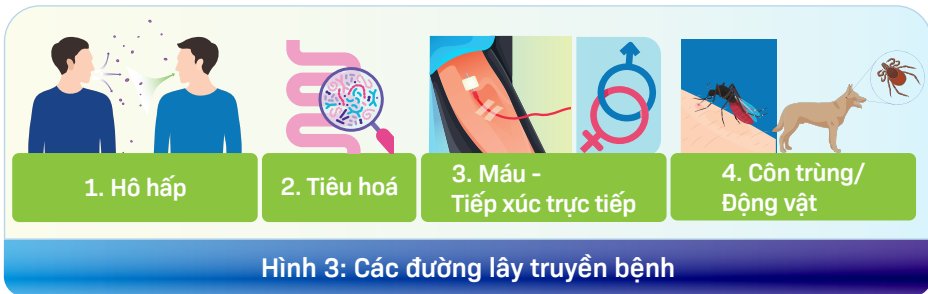 1. Hô hấp
2. Tiêu hoá
3. Máu -
Tiếp xúc trực tiếp
4. Côn trùng/
Động vật
Hình 3: Các đường lây truyền bệnh